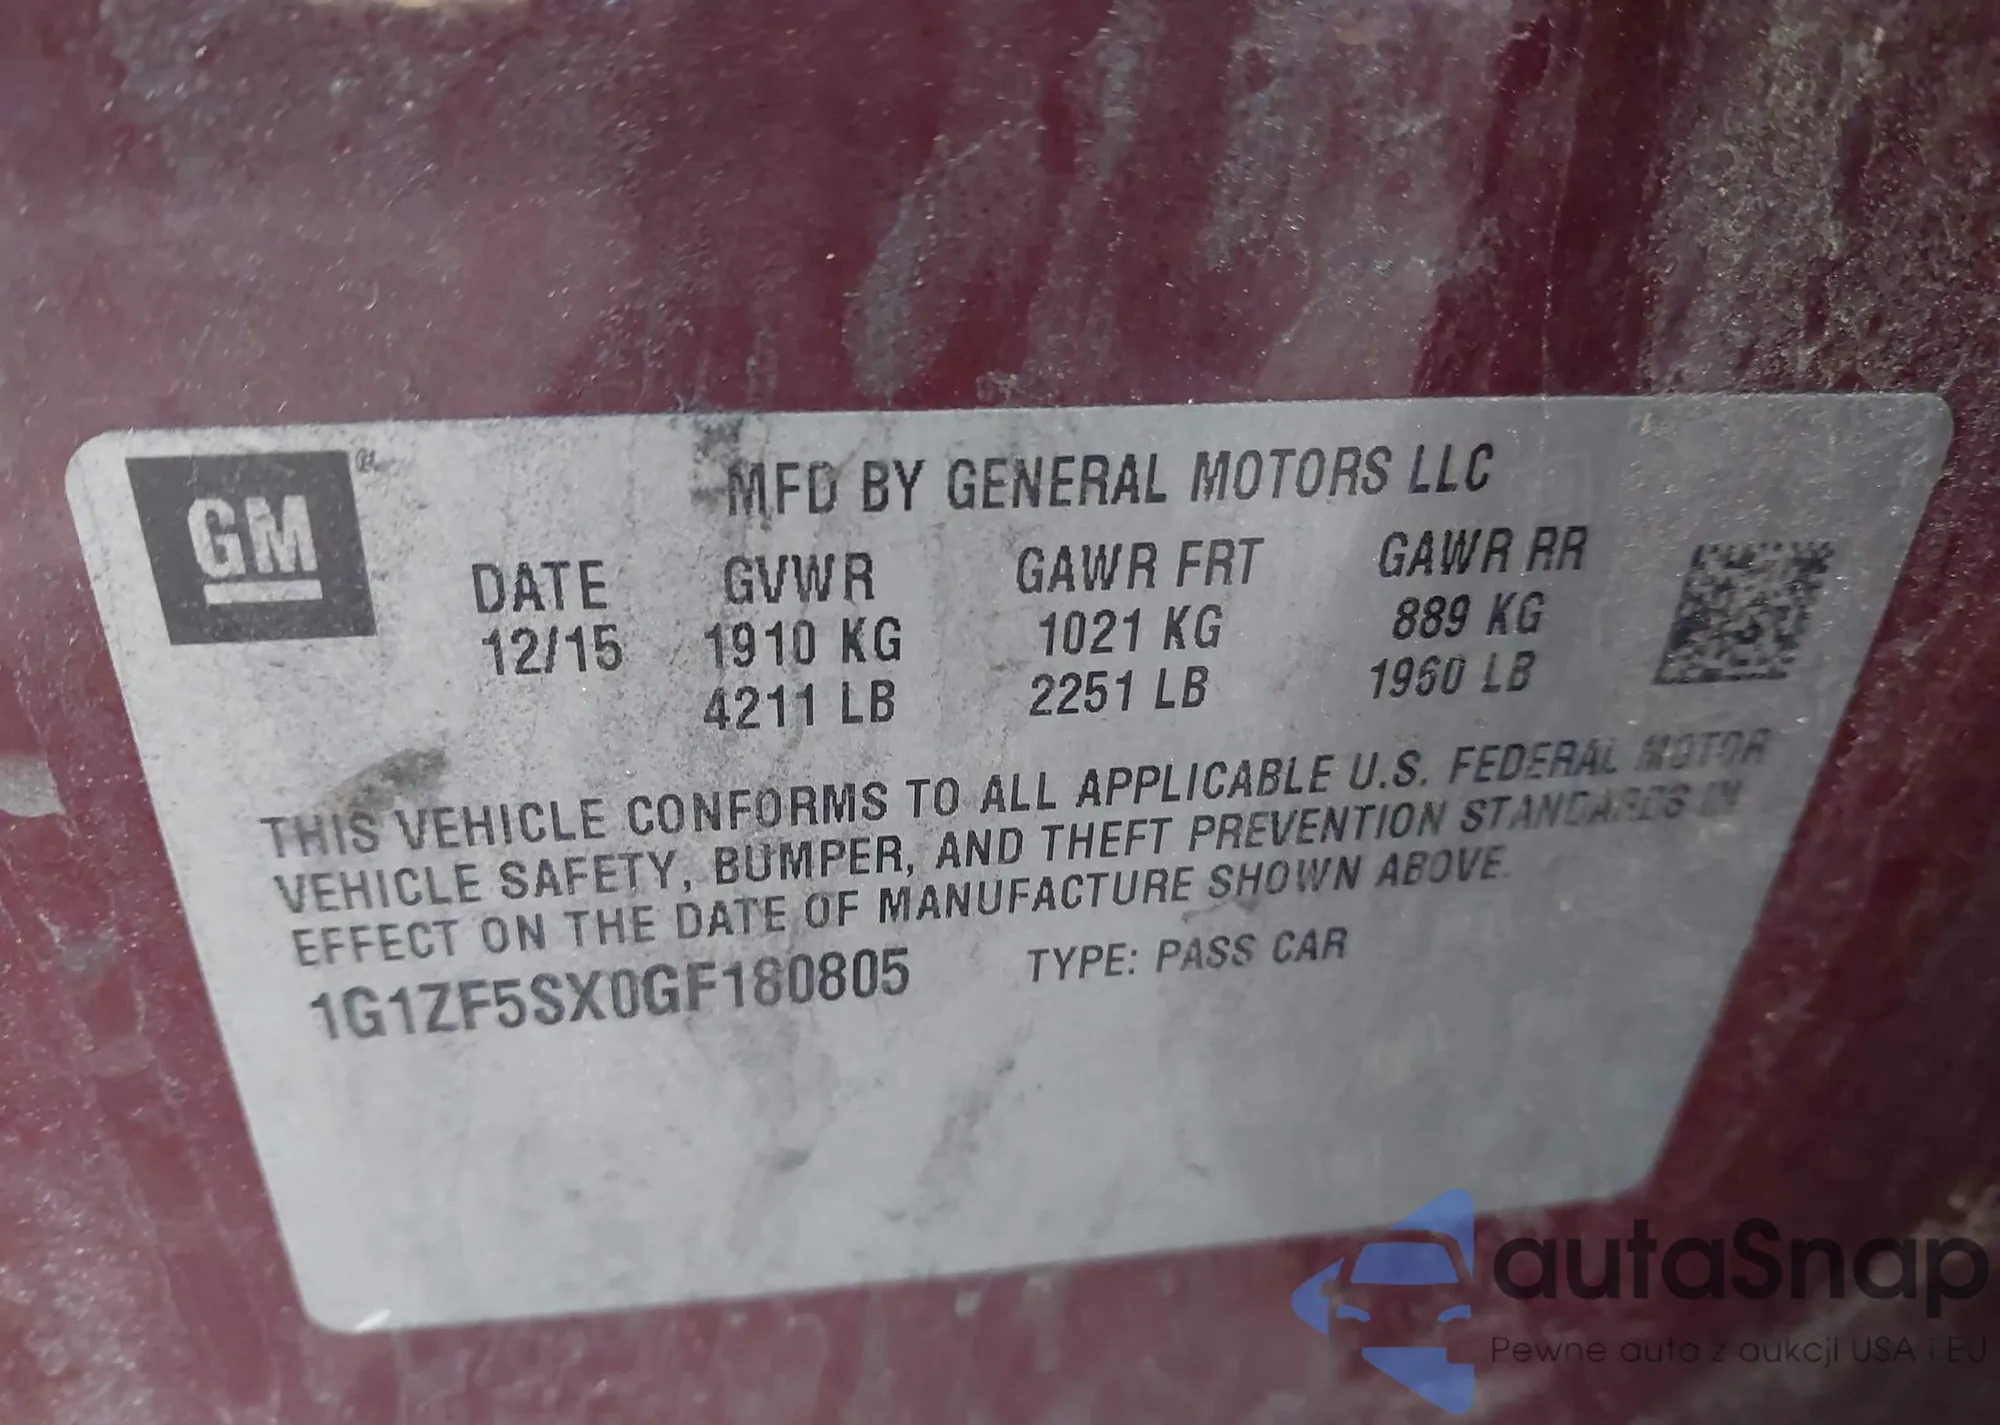 GM
MFD BY GENERAL MOTORS LLC
DATE GVWR GAWR FRT GAWR RR
12/15 1910 KG 1021 KG 889 KG
4211 LB 2251 LB 1960 LB
THIS VEHICLE CONFORMS TO ALL APPLICABLE U.S. FEDERAL MOTOR
VEHICLE SAFETY, BUMPER, AND THEFT PREVENTION STANDARDS IN
EFFECT ON THE DATE OF MANUFACTURE SHOWN ABOVE.
1G1ZF5SX0GF180805 TYPE: PASS CAR
autaSnap
Pewne auta z aukcji USA i EU